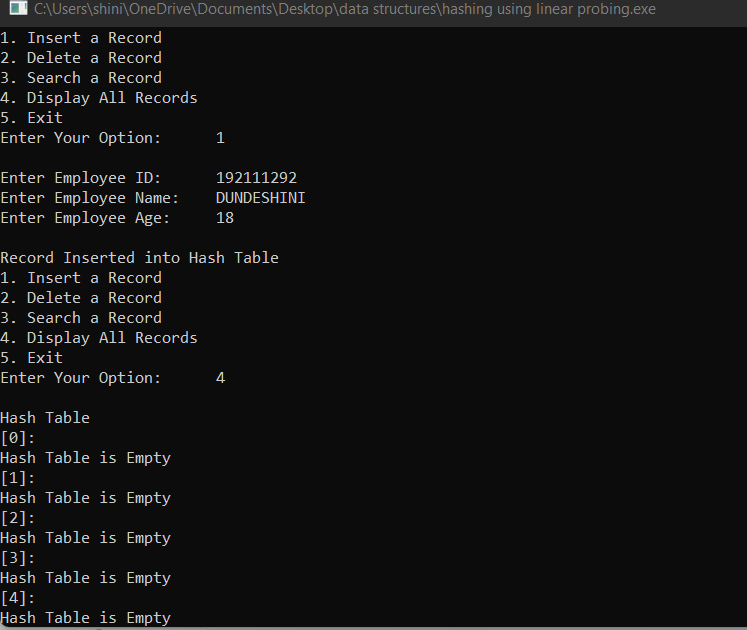 C:\Users\shini\OneDrive\Documents\Desktop\data structures\hashing using linear probing.exe
1. Insert a Record
2. Delete a Record
3. Search a Record
4. Display All Records
5. Exit
Enter Your Option:      1
Enter Employee ID:      192111292
Enter Employee Name:    DUNDESHINI
Enter Employee Age:     18
Record Inserted into Hash Table
1. Insert a Record
2. Delete a Record
3. Search a Record
4. Display All Records
5. Exit
Enter Your Option:      4
Hash Table
[0]:
Hash Table is Empty
[1]:
Hash Table is Empty
[2]:
Hash Table is Empty
[3]:
Hash Table is Empty
[4]:
Hash Table is Empty